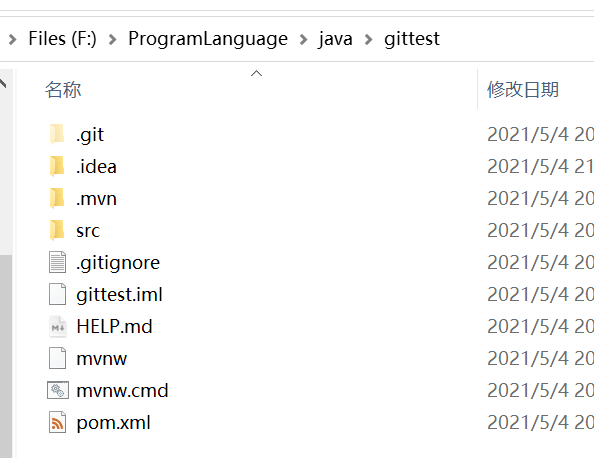 Files (F:) ProgramLanguage java gittest
名称 修改日期
.git 2021/5/4 20
.idea 2021/5/4 21
.mvn 2021/5/4 20
src 2021/5/4 20
.gitignore 2021/5/4 20
gittest.iml 2021/5/4 20
HELP.md 2021/5/4 20
mvnw 2021/5/4 20
mvnw.cmd 2021/5/4 20
pom.xml 2021/5/4 20